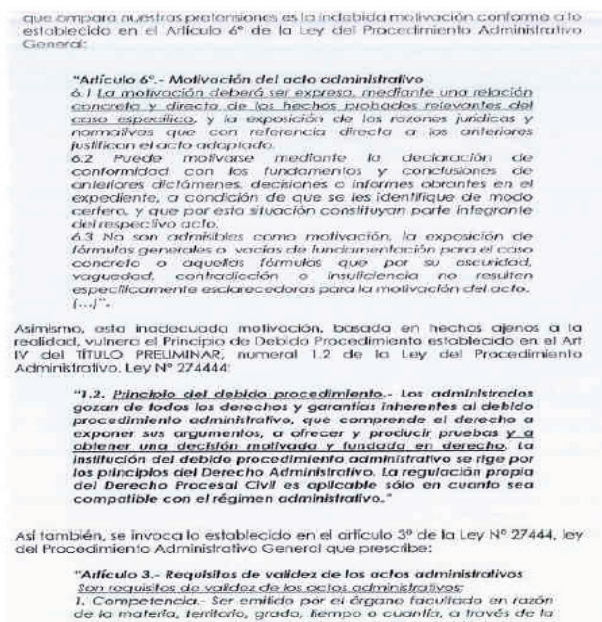 que ampara nuestras pretensiones es la indebida motivación conforme a lo
establecido en el Artículo 6° de la Ley del Procedimiento Administrativo
General:
"Artículo 6°.- Motivación del acto administrativo
6.1 La motivación deberá ser expresa, mediante una relación
concreta y directa de los hechos probados relevantes del
caso específico, y la exposición de las razones jurídicas y
normativas que con referencia directa a los anteriores
justifican el acto adoptado.
6.2 Puede motivarse mediante la declaración de
conformidad con los fundamentos y conclusiones de
anteriores dictámenes, decisiones o informes obrantes en el
expediente, a condición de que se les identifique de modo
certero, y que por esta situación constituyan parte integrante
del respectivo acto.
6.3 No son admisibles como motivación, la exposición de
fórmulas generales o vacías de fundamentación para el caso
concreto o aquellas fórmulas que por su oscuridad,
vaguedad, contradicción o insuficiencia no resulten
específicamente esclarecedoras para la motivación del acto.
(...)".
Asimismo, esta inadecuada motivación, basada en hechos ajenos a la
realidad, vulnera el Principio de Debido Procedimiento establecido en el Art
IV del TÍTULO PRELIMINAR, numeral 1.2 de la Ley del Procedimiento
Administrativo, Ley N° 274444:
"1.2. Principio del debido procedimiento.- Los administrados
gozan de todos los derechos y garantías inherentes al debido
procedimiento administrativo, que comprende el derecho a
exponer sus argumentos, a ofrecer y producir pruebas y a
obtener una decisión motivada y fundada en derecho. La
institución del debido procedimiento administrativo se rige por
los principios del Derecho Administrativo. La regulación propia
del Derecho Procesal Civil es aplicable sólo en cuanto sea
compatible con el régimen administrativo."
Así también, se invoca lo establecido en el artículo 3° de la Ley N° 27444, ley
del Procedimiento Administrativo General que prescribe:
"Artículo 3.- Requisitos de validez de los actos administrativos
Son requisitos de validez de los actos administrativos:
1. Competencia.- Ser emitido por el órgano facultado en razón
de la materia, territorio, grado, tiempo o cuantía, a través de la